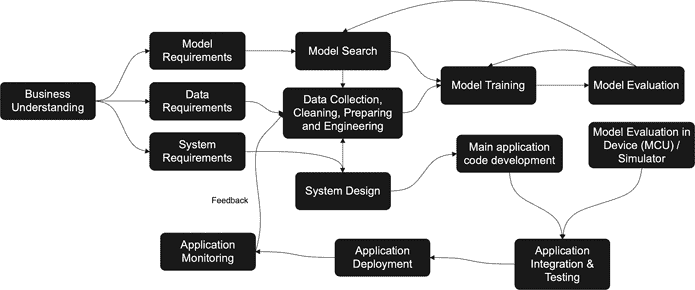 Business
Understanding
Model
Requirements
Data
Requirements
System
Requirements
Model Search
Data Collection,
Cleaning, Preparing
and Engineering
System Design
Model Training
Model Evaluation
Main application
code development
Model Evaluation in
Device (MCU) /
Simulator
Feedback
Application
Monitoring
Application
Deployment
Application
Integration &
Testing